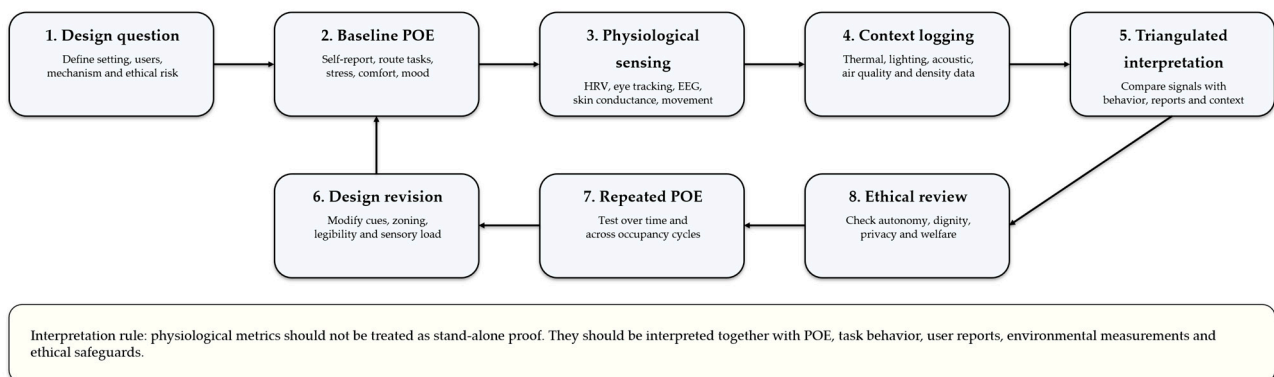 1. Design question
Define setting, users,
mechanism and ethical risk
2. Baseline POE
Self-report, route tasks,
stress, comfort, mood
3. Physiological
sensing
HRV, eye tracking, EEG,
skin conductance, movement
4. Context logging
Thermal, lighting, acoustic,
air quality and density data
5. Triangulated
interpretation
Compare signals with
behavior, reports and context
6. Design revision
Modify cues, zoning,
legibility and sensory load
7. Repeated POE
Test over time and
across occupancy cycles
8. Ethical review
Check autonomy, dignity,
privacy and welfare
Interpretation rule: physiological metrics should not be treated as stand-alone proof. They should be interpreted together with POE, task behavior, user reports, environmental measurements and
ethical safeguards.